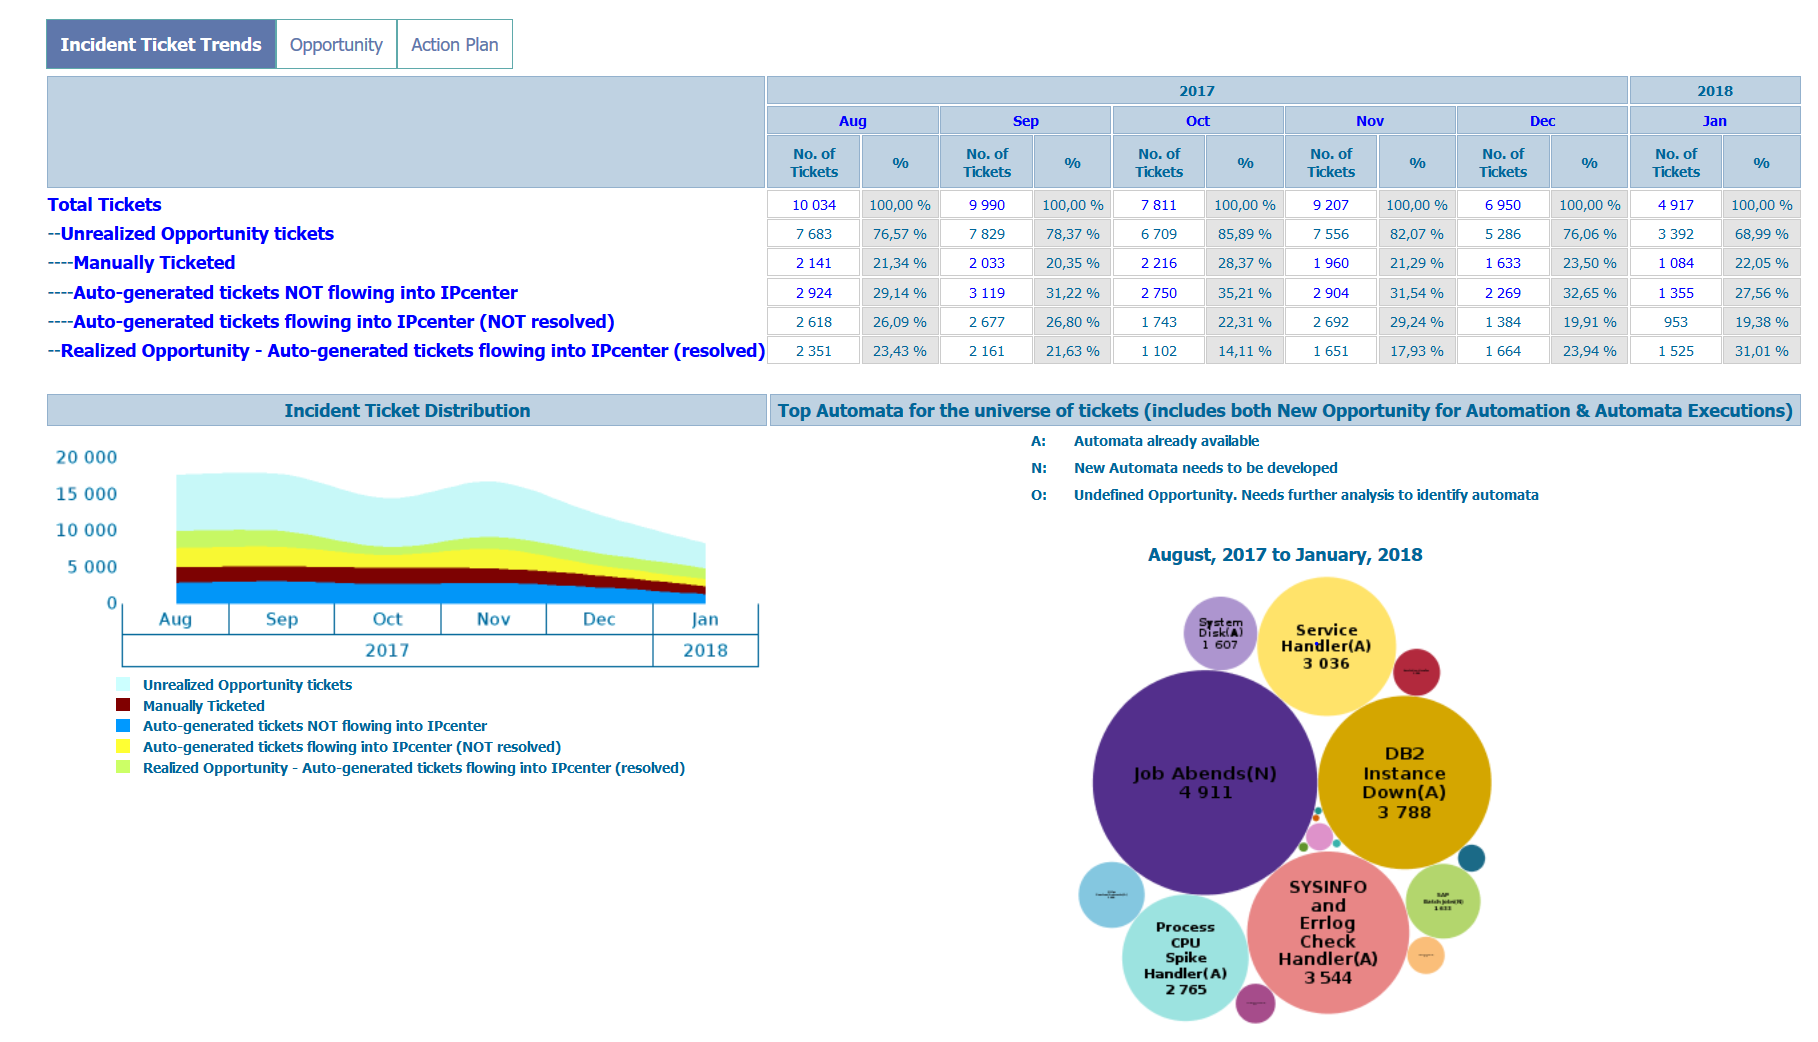 Incident Ticket Trends Opportunity Action Plan
2017 2018
Aug Sep Oct Nov Dec Jan
No. of Tickets % No. of Tickets % No. of Tickets % No. of Tickets % No. of Tickets % No. of Tickets %
Total Tickets 10 034 100,00 % 9 990 100,00 % 7 811 100,00 % 9 207 100,00 % 6 950 100,00 % 4 917 100,00 %
--Unrealized Opportunity tickets 7 683 76,57 % 7 829 78,37 % 6 709 85,89 % 7 556 82,07 % 5 286 76,06 % 3 392 68,99 %
----Manually Ticketed 2 141 21,34 % 2 033 20,35 % 2 216 28,37 % 1 960 21,29 % 1 633 23,50 % 1 084 22,05 %
----Auto-generated tickets NOT flowing into IPcenter 2 924 29,14 % 3 119 31,22 % 2 750 35,21 % 2 904 31,54 % 2 269 32,65 % 1 355 27,56 %
----Auto-generated tickets flowing into IPcenter (NOT resolved) 2 618 26,09 % 2 677 26,80 % 1 743 22,31 % 2 692 29,24 % 1 384 19,91 % 953 19,38 %
--Realized Opportunity - Auto-generated tickets flowing into IPcenter (resolved) 2 351 23,43 % 2 161 21,63 % 1 102 14,11 % 1 651 17,93 % 1 664 23,94 % 1 525 31,01 %
Incident Ticket Distribution
20 000
15 000
10 000
5 000
0
Aug Sep Oct Nov Dec Jan
2017 2018
Unrealized Opportunity tickets
Manually Ticketed
Auto-generated tickets NOT flowing into IPcenter
Auto-generated tickets flowing into IPcenter (NOT resolved)
Realized Opportunity - Auto-generated tickets flowing into IPcenter (resolved)
Top Automata for the universe of tickets (includes both New Opportunity for Automation & Automata Executions)
A: Automata already available
N: New Automata needs to be developed
O: Undefined Opportunity. Needs further analysis to identify automata
August, 2017 to January, 2018
System
Disk(A)
1 607
Service
Handler(A)
3 036
Job Abends(N)
4 911
DB2
Instance
Down(A)
3 788
SAP
Batch Jobs(N)
1 633
SYSINFO
and
Errlog
Check
Handler(A)
3 544
Process
CPU
Spike
Handler(A)
2 765